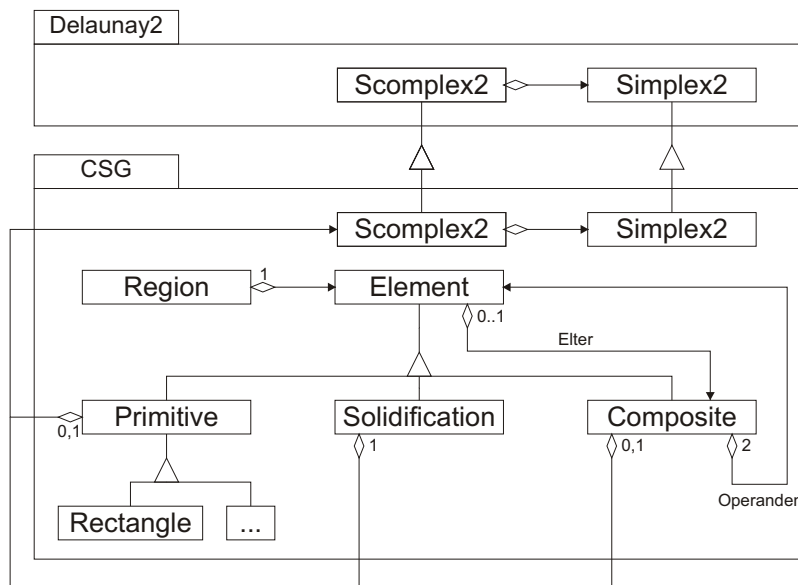 Delaunay2
Scomplex2
Simplex2
CSG
Scomplex2
Simplex2
Region
1
Element
0..1
Elter
Primitive
0,1
Solidification
1
Composite
0,1
2
Operander
Rectangle
...